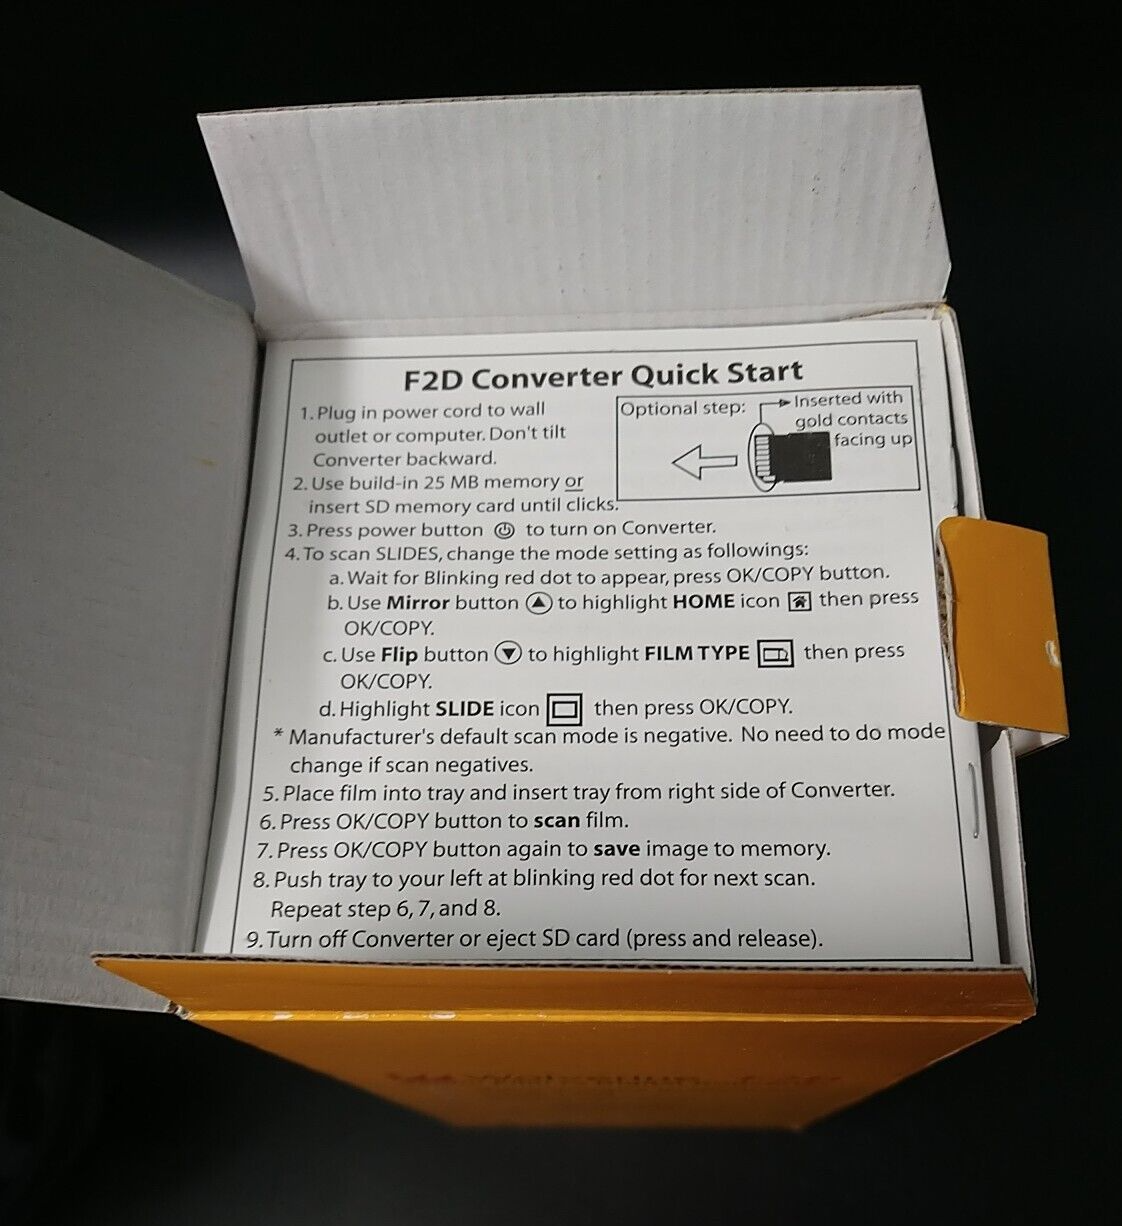 F2D Converter Quick Start
1. Plug in power cord to wall
outlet or computer. Don't tilt
Converter backward.
2. Use build-in 25 MB memory or
insert SD memory card until clicks.
Optional step:
Inserted with
gold contacts
facing up
3. Press power button to turn on Converter.
4. To scan SLIDES, change the mode setting as followings:
a. Wait for Blinking red dot to appear, press OK/COPY button.
b. Use Mirror button to highlight HOME icon then press
OK/COPY.
c. Use Flip button to highlight FILM TYPE then press
OK/COPY.
d. Highlight SLIDE icon then press OK/COPY.
* Manufacturer's default scan mode is negative. No need to do mode
change if scan negatives.
5. Place film into tray and insert tray from right side of Converter.
6. Press OK/COPY button to scan film.
7. Press OK/COPY button again to save image to memory.
8. Push tray to your left at blinking red dot for next scan.
Repeat step 6, 7, and 8.
9. Turn off Converter or eject SD card (press and release).